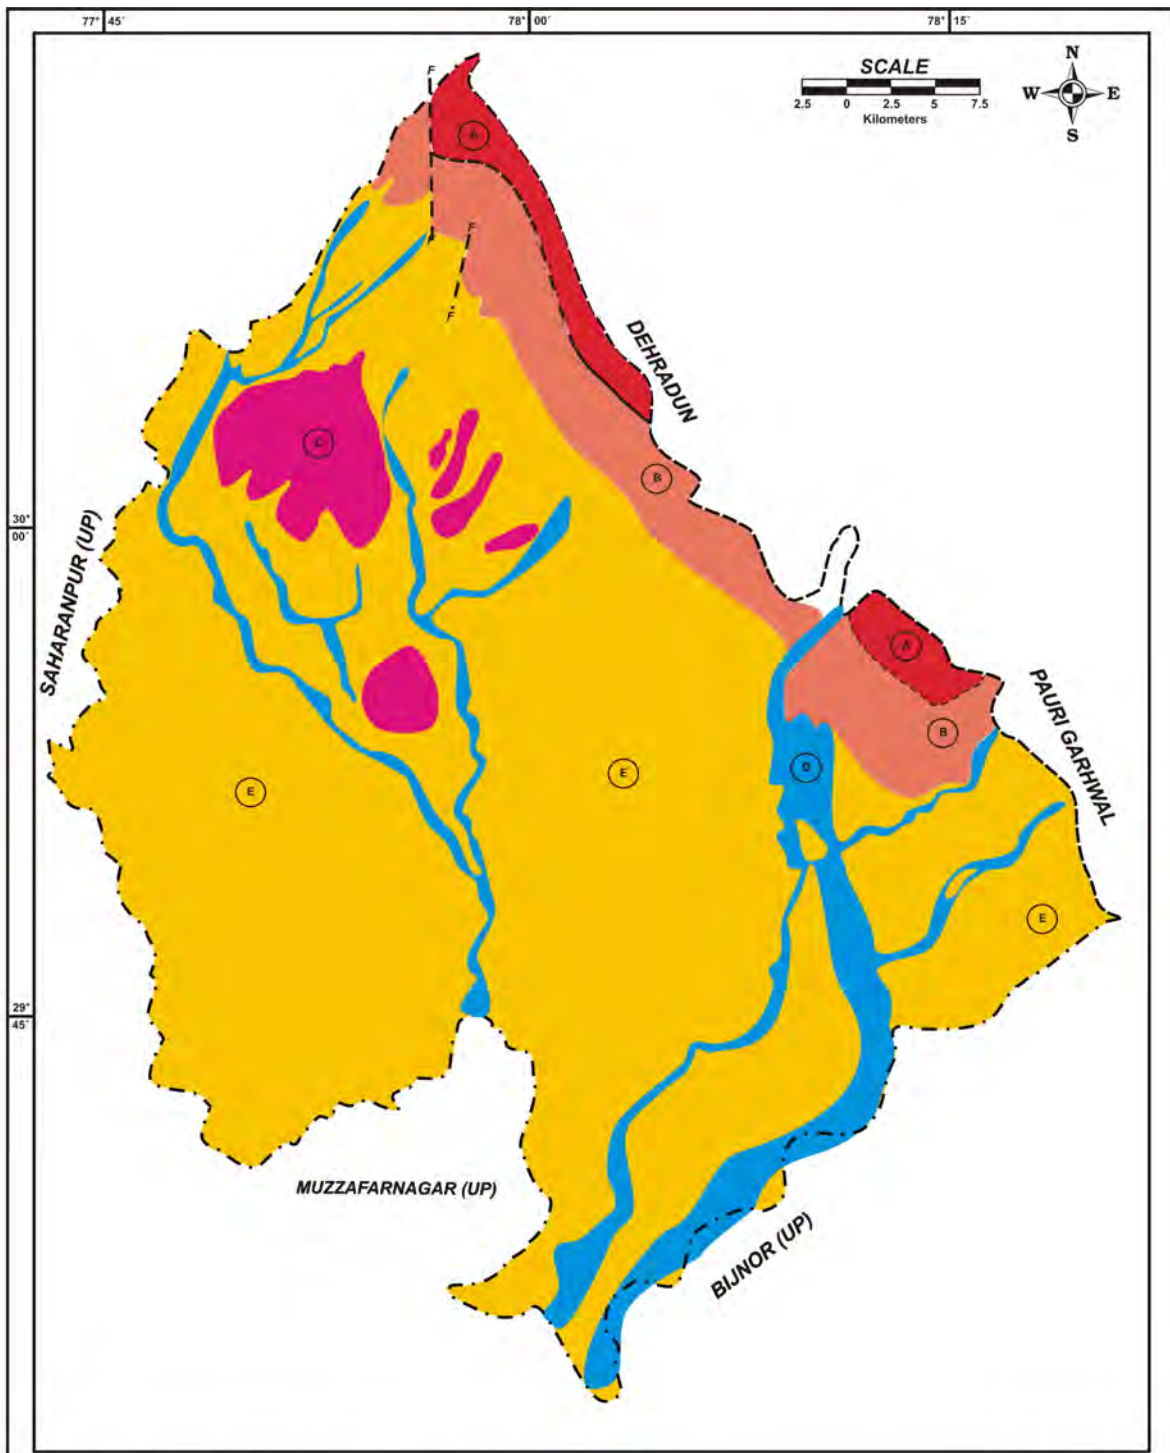 77° 45´
78° 00´
78° 15´
SCALE
2.5 0 2.5 5 7.5
Kilometers
N
W E
S
F
A
F
F
F
DEHRADUN
C
B
30°
00´
SAHARANPUR (UP)
A
PAURI GARHWAL
B
D
E
E
E
29°
45´
MUZZAFARNAGAR (UP)
BIJNOR (UP)